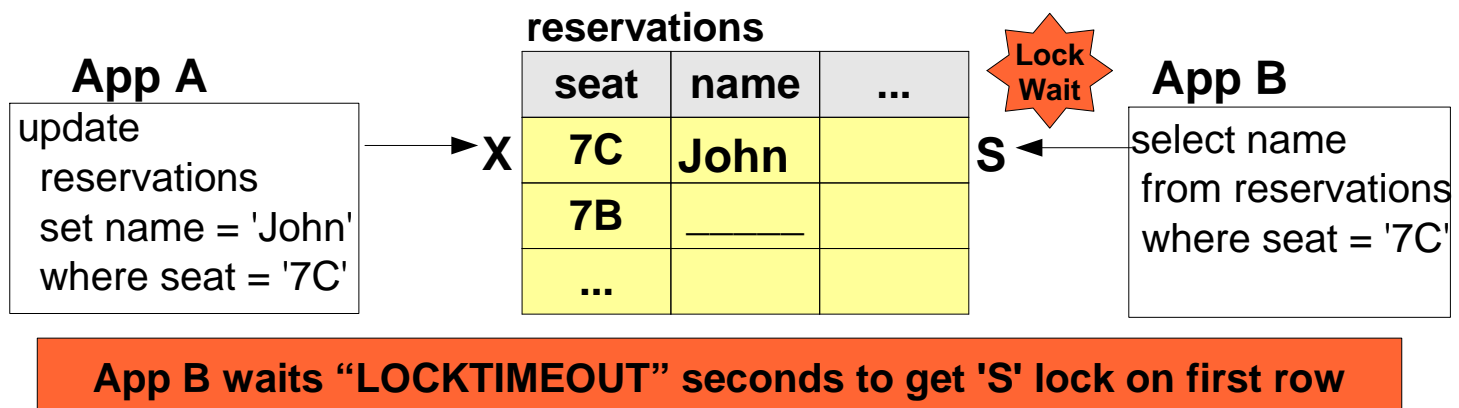 reservations
App A
update
reservations
set name = 'John'
where seat = '7C'
X
seat name ...
7C John
7B _____
...
S
Lock
Wait
App B
select name
from reservations
where seat = '7C'
App B waits “LOCKTIMEOUT” seconds to get 'S' lock on first row